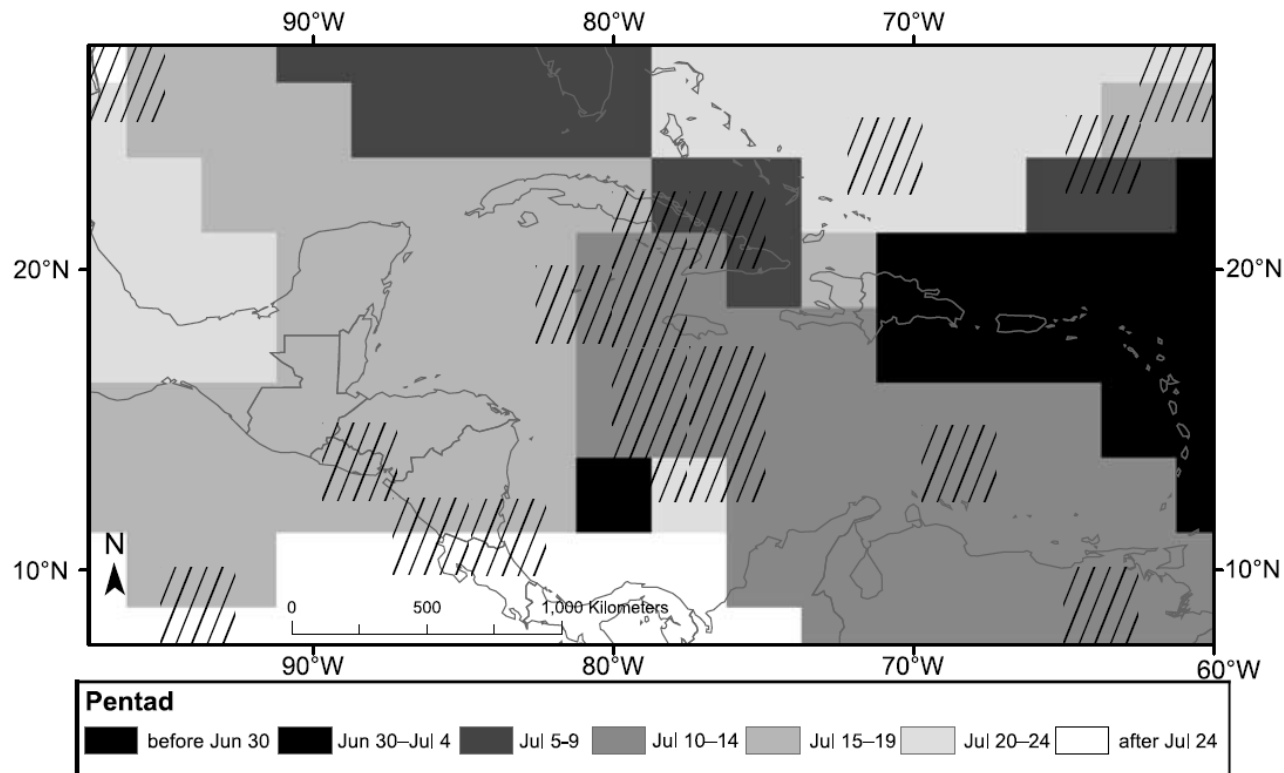 90°W 80°W 70°W
20°N 20°N
N
10°N 10°N
0 500 1,000 Kilometers
90°W 80°W 70°W 60°W
Pentad
before Jun 30 Jun 30–Jul 4 Jul 5-9 Jul 10–14 Jul 15–19 Jul 20–24 after Jul 24